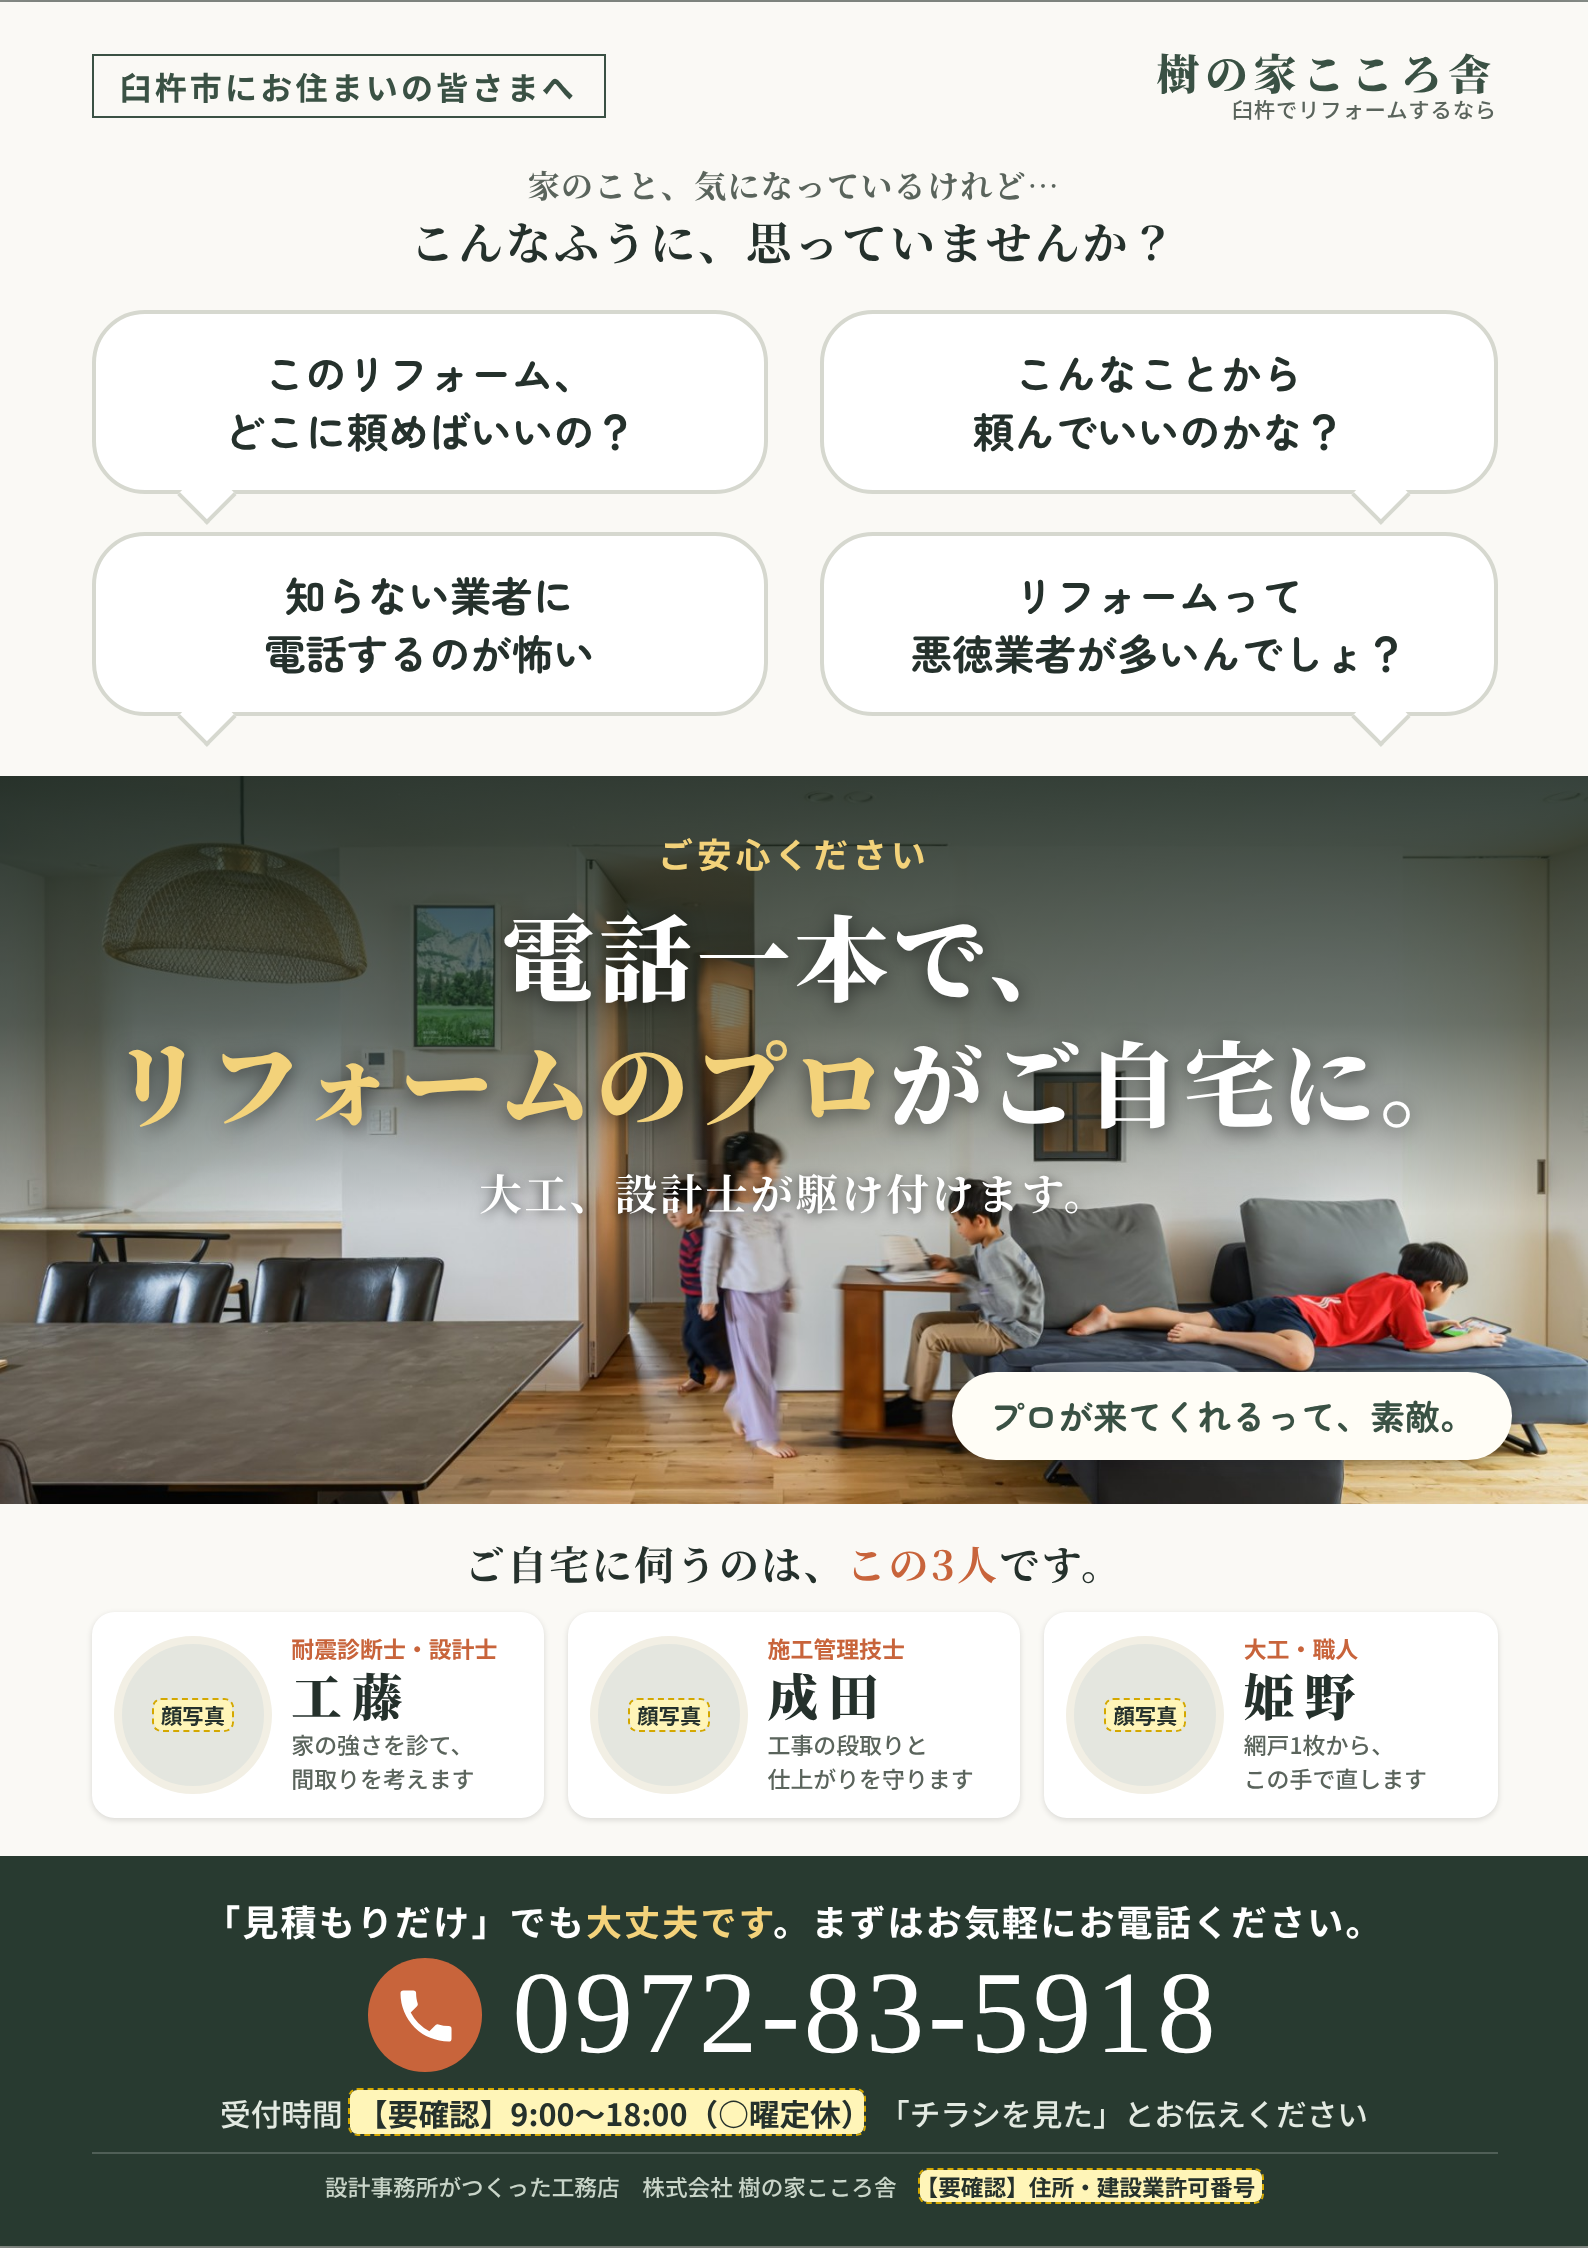 臼杵市にお住まいの皆さまへ
樹の家こころ舎
臼杵でリフォームするなら
家のこと、気になっているけれど…
こんなふうに、思っていませんか？
このリフォーム、
どこに頼めばいいの？
こんなことから
頼んでいいのかな？
知らない業者に
電話するのが怖い
リフォームって
悪徳業者が多いんでしょ？
ご安心ください
電話一本で、
リフォームのプロがご自宅に。
大工、設計士が駆け付けます。
プロが来てくれるって、素敵。
ご自宅に伺うのは、この3人です。
顔写真
耐震診断士・設計士
工藤
家の強さを診て、
間取りを考えます
顔写真
施工管理技士
成田
工事の段取りと
仕上がりを守ります
顔写真
大工・職人
姫野
網戸1枚から、
この手で直します
「見積もりだけ」でも大丈夫です。まずはお気軽にお電話ください。
0972-83-5918
受付時間【要確認】9:00〜18:00（〇曜定休）「チラシを見た」とお伝えください
設計事務所がつくった工務店　株式会社 樹の家こころ舎　【要確認】住所・建設業許可番号